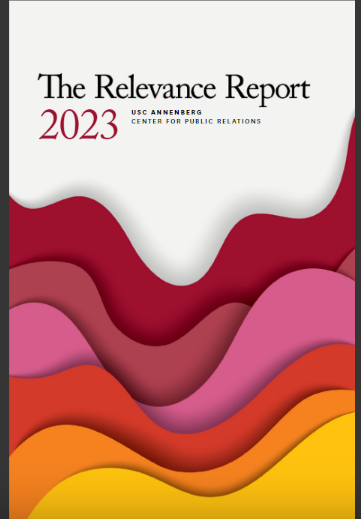 The Relevance Report
2023
USC ANNENBERG
CENTER FOR PUBLIC RELATIONS